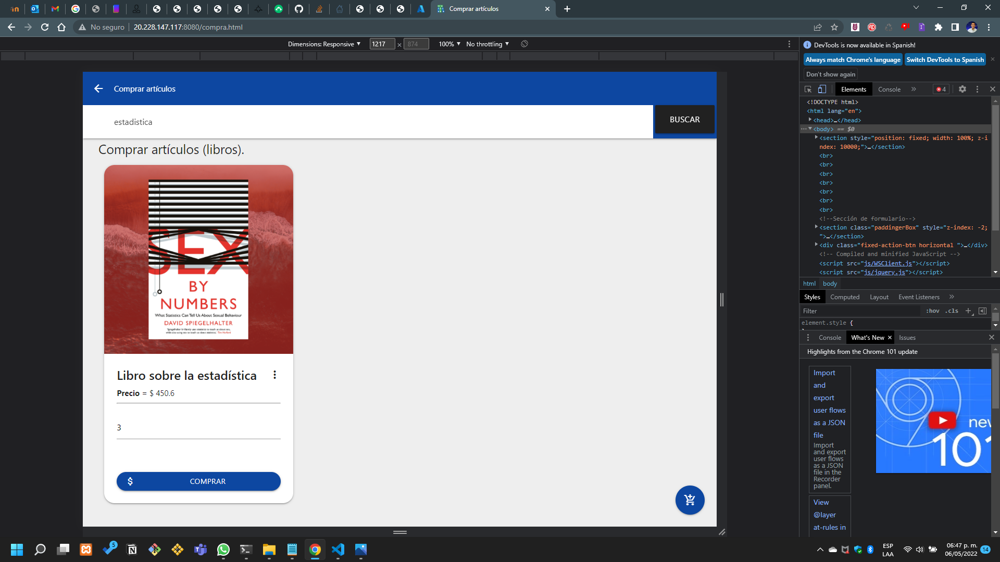 Comprar artículos
No seguro
20.228.147.117:8080/compra.html
Dimensions: Responsive
1217
×
874
100%
No throttling
DevTools is now available in Spanish!
Always match Chrome's language
Switch DevTools to Spanish
Don't show again
Elements
Console
4
Comprar artículos
estadistica
BUSCAR
Comprar artículos (libros).
SEX
BY
NUMBERS
What Statistics Can Tell Us About Sexual Behaviour
DAVID SPIEGELHALTER
Libro sobre la estadística
Precio = $ 450.6
3
$ COMPRAR
<!DOCTYPE html>
<html lang="en">
<head>…</head>
<body> == $0
<section style="position: fixed; width: 100%; z-i
ndex: 10000;">…</section>
<br>
<br>
<br>
<br>
<br>
<br>
<br>
<!--Sección de formulario-->
<section class="paddingerBox" style="z-index: -2;
">…</section>
<div class="fixed-action-btn horizontal ">…</div>
<!-- Compiled and minified JavaScript -->
<script src="js/WSClient.js"></script>
<script src="js/jquery.js"></script>
html
body
Styles
Computed
Layout
Event Listeners
Filter
:hov
.cls
element.style {
Console
What's New
Issues
Highlights from the Chrome 101 update
Import
and
export
user flows
as a JSON
file
Import
and export
user flows
as a JSON
file in the
Recorder
panel.
View
@layer
at-rules in
new
101
5
ESP
LAA
06:47 p. m.
06/05/2022
14